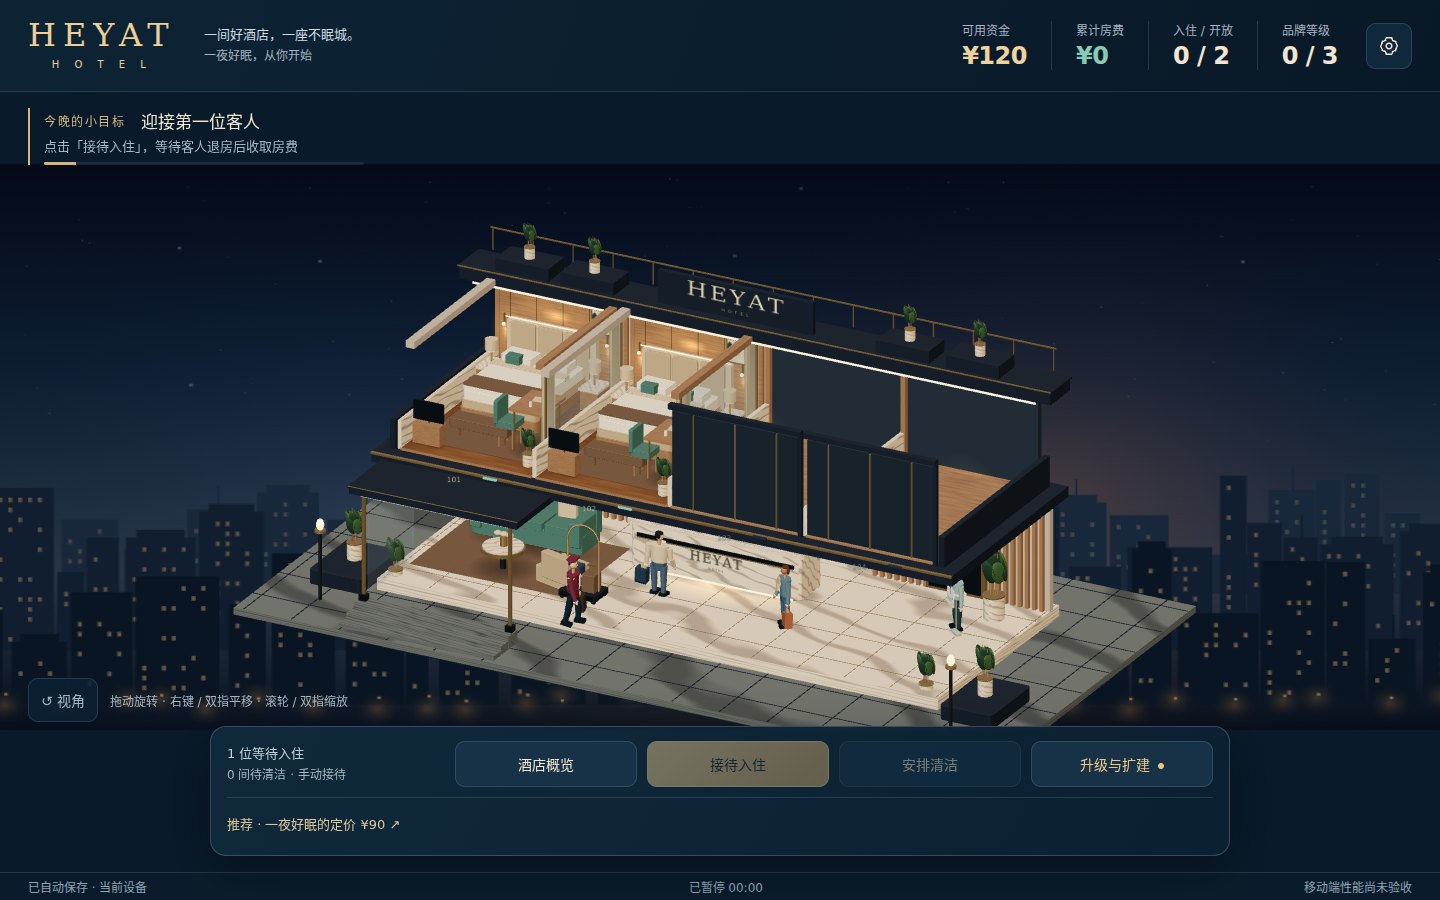 HEYAT
HOTEL
一间好酒店，一座不眠城。
一夜好眠，从你开始
可用资金
¥120
累计房费
¥0
入住 / 开放
0 / 2
品牌等级
0 / 3
今晚的小目标 迎接第一位客人
点击「接待入住」，等待客人退房后收取房费
HEYAT
HOTEL
101
102
HEYAT
↺ 视角
拖动旋转 · 右键 / 双指平移 · 滚轮 / 双指缩放
1 位等待入住
0 间待清洁 · 手动接待
酒店概览
接待入住
安排清洁
升级与扩建
推荐 · 一夜好眠的定价 ¥90 ↗
已自动保存 · 当前设备
已暂停 00:00
移动端性能尚未验收